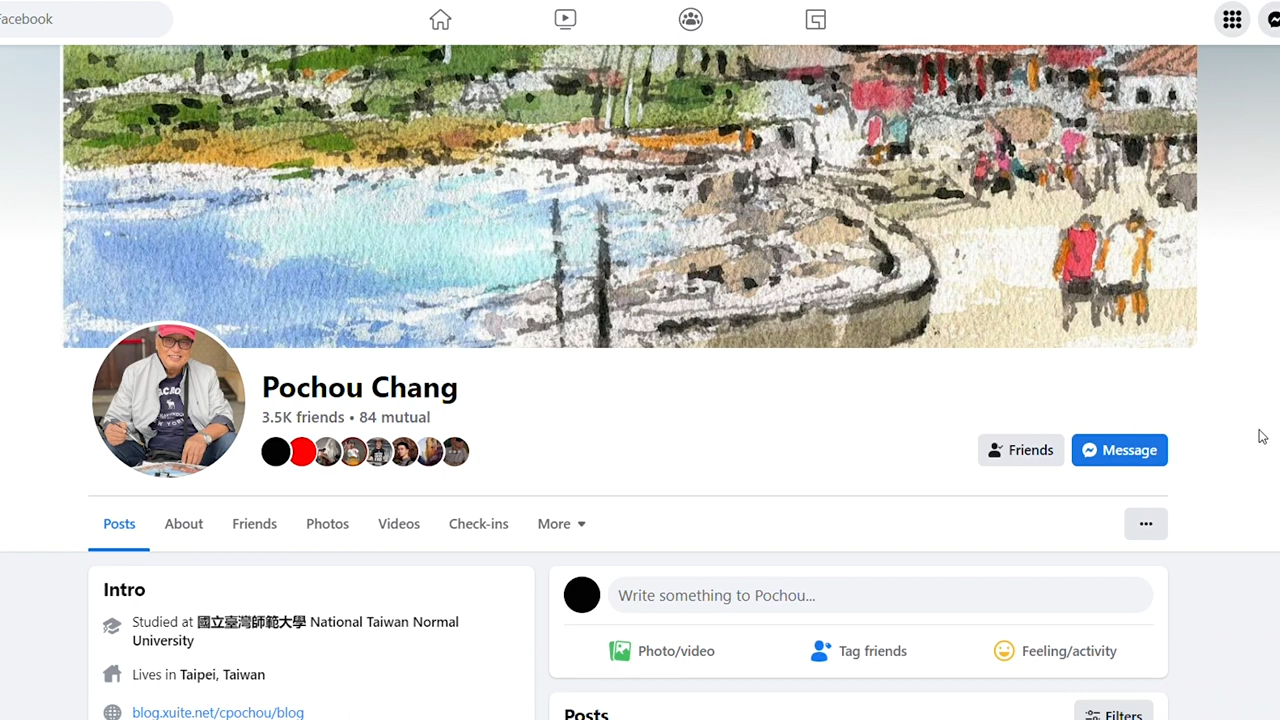 Facebook
Pochou Chang
3.5K friends • 84 mutual
Friends
Message
Posts
About
Friends
Photos
Videos
Check-ins
More
Intro
Studied at 國立臺灣師範大學 National Taiwan Normal
University
Lives in Taipei, Taiwan
blog.xuite.net/cpochou/blog
Write something to Pochou...
Photo/video
Tag friends
Feeling/activity
Posts
Filters